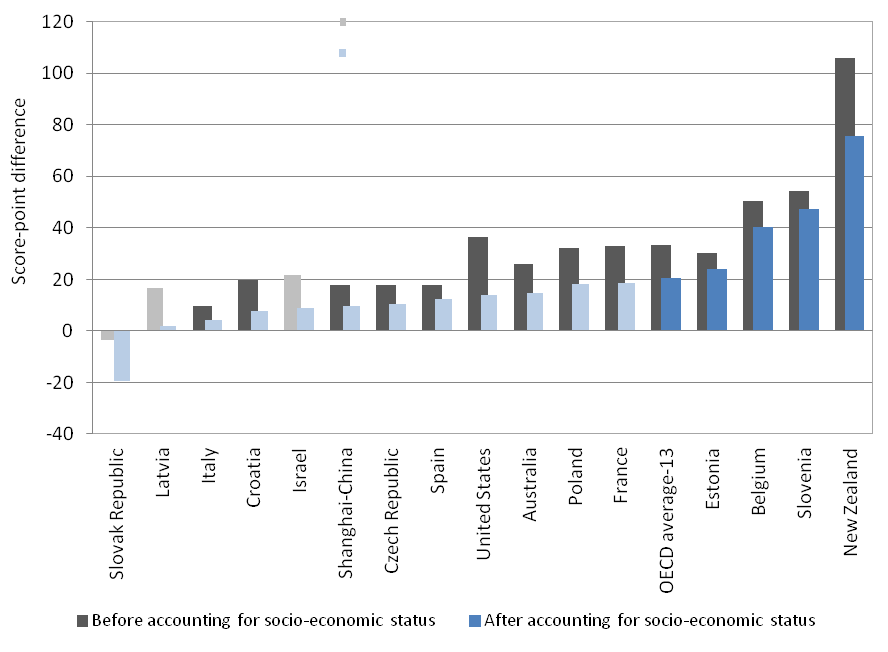 120
100
80
60
40
20
0
-20
-40
Score-point difference
Slovak Republic
Latvia
Italy
Croatia
Israel
Shanghai-China
Czech Republic
Spain
United States
Australia
Poland
France
OECD average-13
Estonia
Belgium
Slovenia
New Zealand
Before accounting for socio-economic status
After accounting for socio-economic status